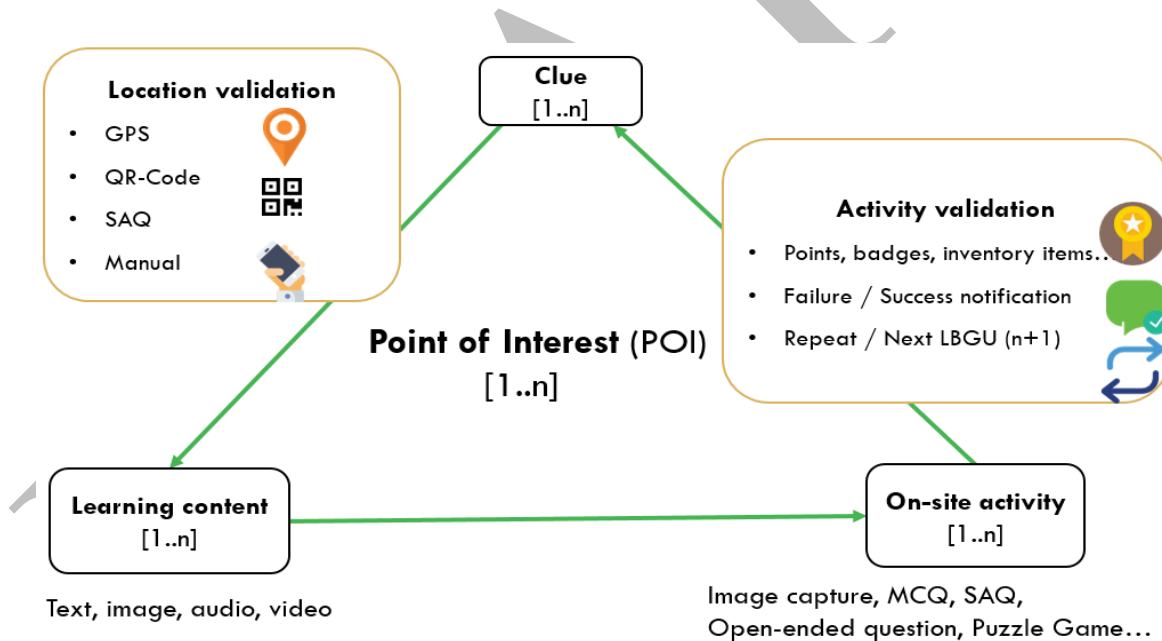 Clue
[1..n]
Location validation
• GPS
• QR-Code
• SAQ
• Manual
Activity validation
• Points, badges, inventory items...
• Failure / Success notification
• Repeat / Next LBGU (n+1)
Point of Interest (POI)
[1..n]
Learning content
[1..n]
Text, image, audio, video
On-site activity
[1..n]
Image capture, MCQ, SAQ,
Open-ended question, Puzzle Game...